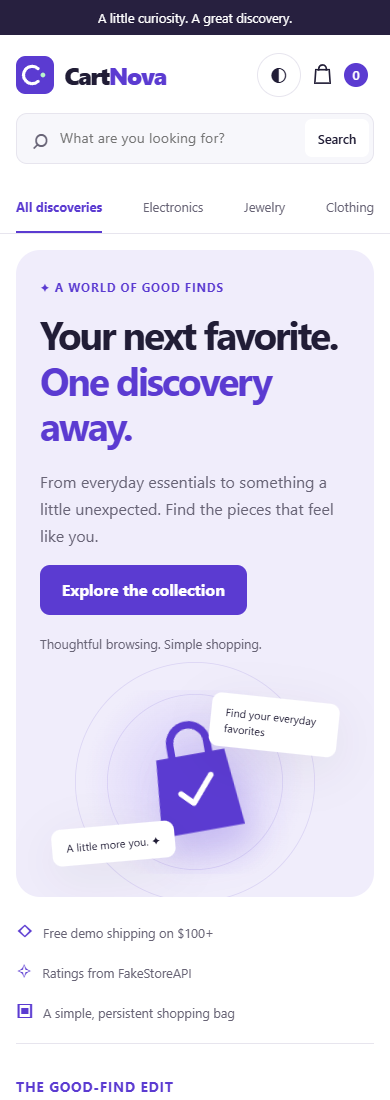 A little curiosity. A great discovery.
CartNova
0
What are you looking for?
Search
All discoveries Electronics Jewelry Clothing
✦ A WORLD OF GOOD FINDS
Your next favorite.
One discovery
away.
From everyday essentials to something a
little unexpected. Find the pieces that feel
like you.
Explore the collection
Thoughtful browsing. Simple shopping.
Find your everyday
favorites
A little more you. ✦
Free demo shipping on $100+
Ratings from FakeStoreAPI
A simple, persistent shopping bag
THE GOOD-FIND EDIT